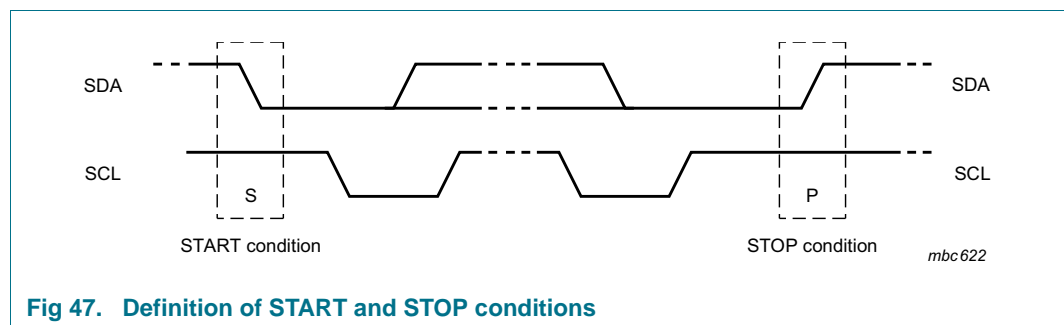 SDA
SDA
SCL
SCL
S
P
START condition
STOP condition
mbc622
Fig 47. Definition of START and STOP conditions